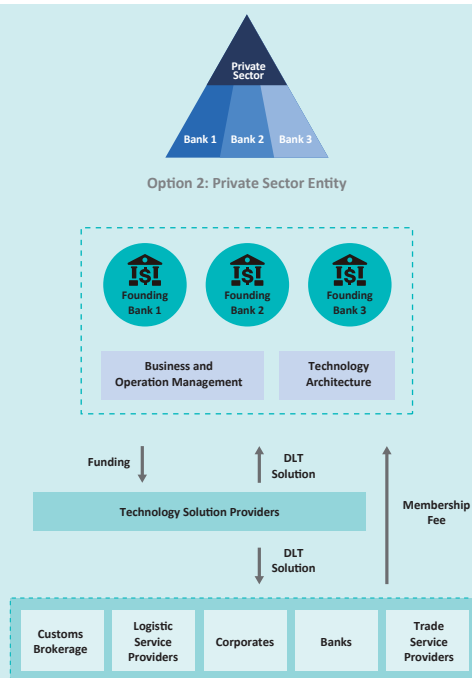 Private
Sector
Bank 1 Bank 2 Bank 3
Option 2: Private Sector Entity
$ $ $
Founding Founding Founding
Bank 1 Bank 2 Bank 3
Business and Technology
Operation Management Architecture
Funding DLT
Solution
Membership
Fee
Technology Solution Providers
DLT
Solution
Customs
Brokerage
Logistic
Service
Providers
Corporates
Banks
Trade
Service
Providers